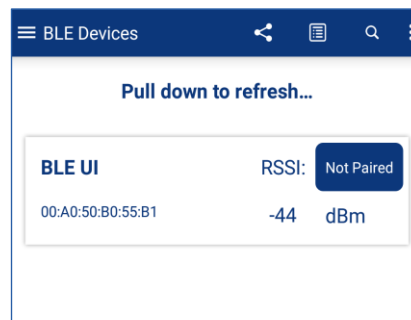 BLE Devices
Pull down to refresh...
BLE UI RSSI: Not Paired
00:A0:50:B0:55:B1 -44 dBm